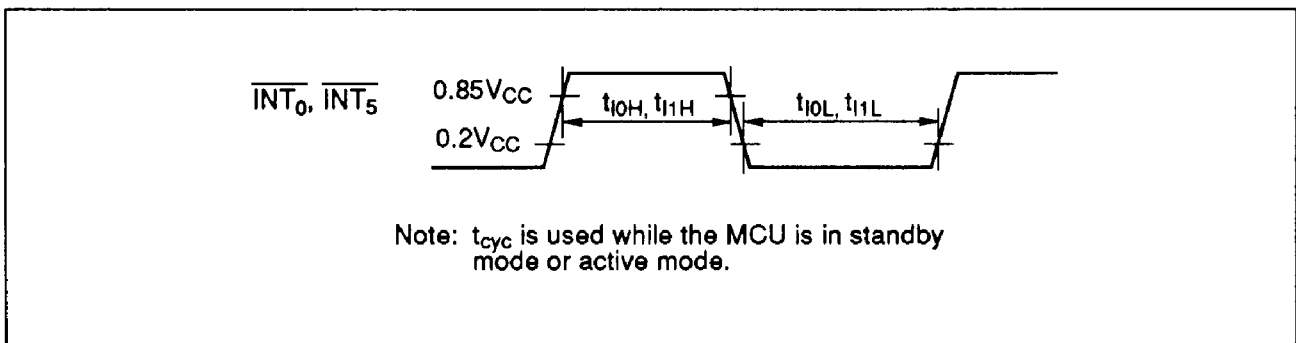 INT0, INT5
0.85VCC
tI0H, tI1H
tI0L, tI1L
0.2VCC
Note: tcyc is used while the MCU is in standby
mode or active mode.